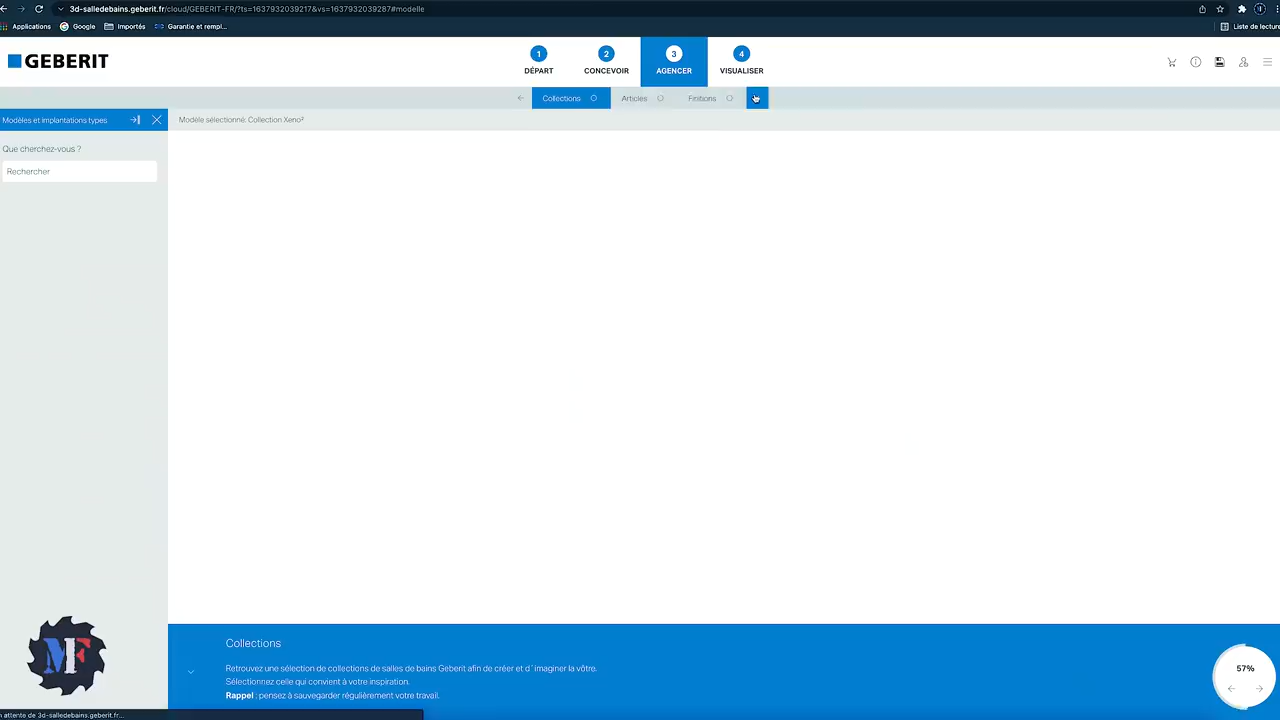 3d-salledebains.geberit.fr/cloud/GEBERIT-FR/?ts=1637932039217&vs=1637932039287#modelle
Applications Google Importés Garantie et rempl... Liste de lecture
GEBERIT
1 2 3 4
DÉPART CONCEVOIR AGENCER VISUALISER
Collections Articles Finitions
Modèles et implantations types
Modèle sélectionné: Collection Xeno²
Que cherchez-vous ?
Rechercher
MF
Collections
Retrouvez une sélection de collections de salles de bains Geberit afin de créer et d´imaginer la vôtre.
Sélectionnez celle qui convient à votre inspiration.
Rappel : pensez à sauvegarder régulièrement votre travail.
57%
n attente de 3d-salledebains.geberit.fr...